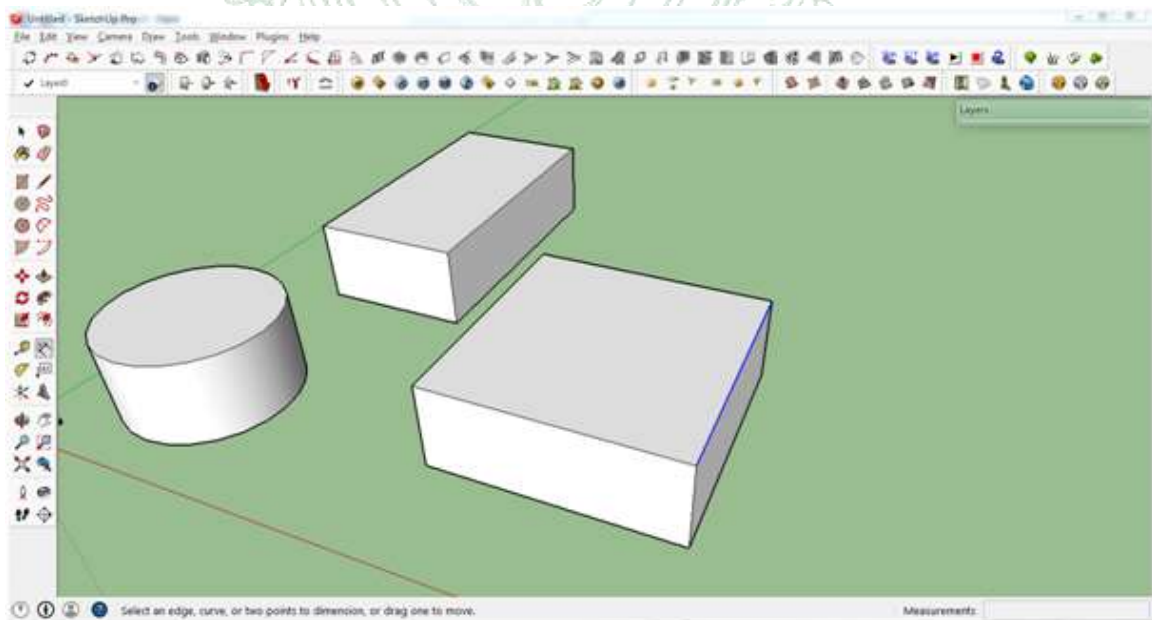 Untitled - SketchUp Pro
File Edit View Camera Draw Tools Window Plugins Help
Layer0
Layers
Select an edge, curve, or two points to dimension, or drag one to move.
Measurements